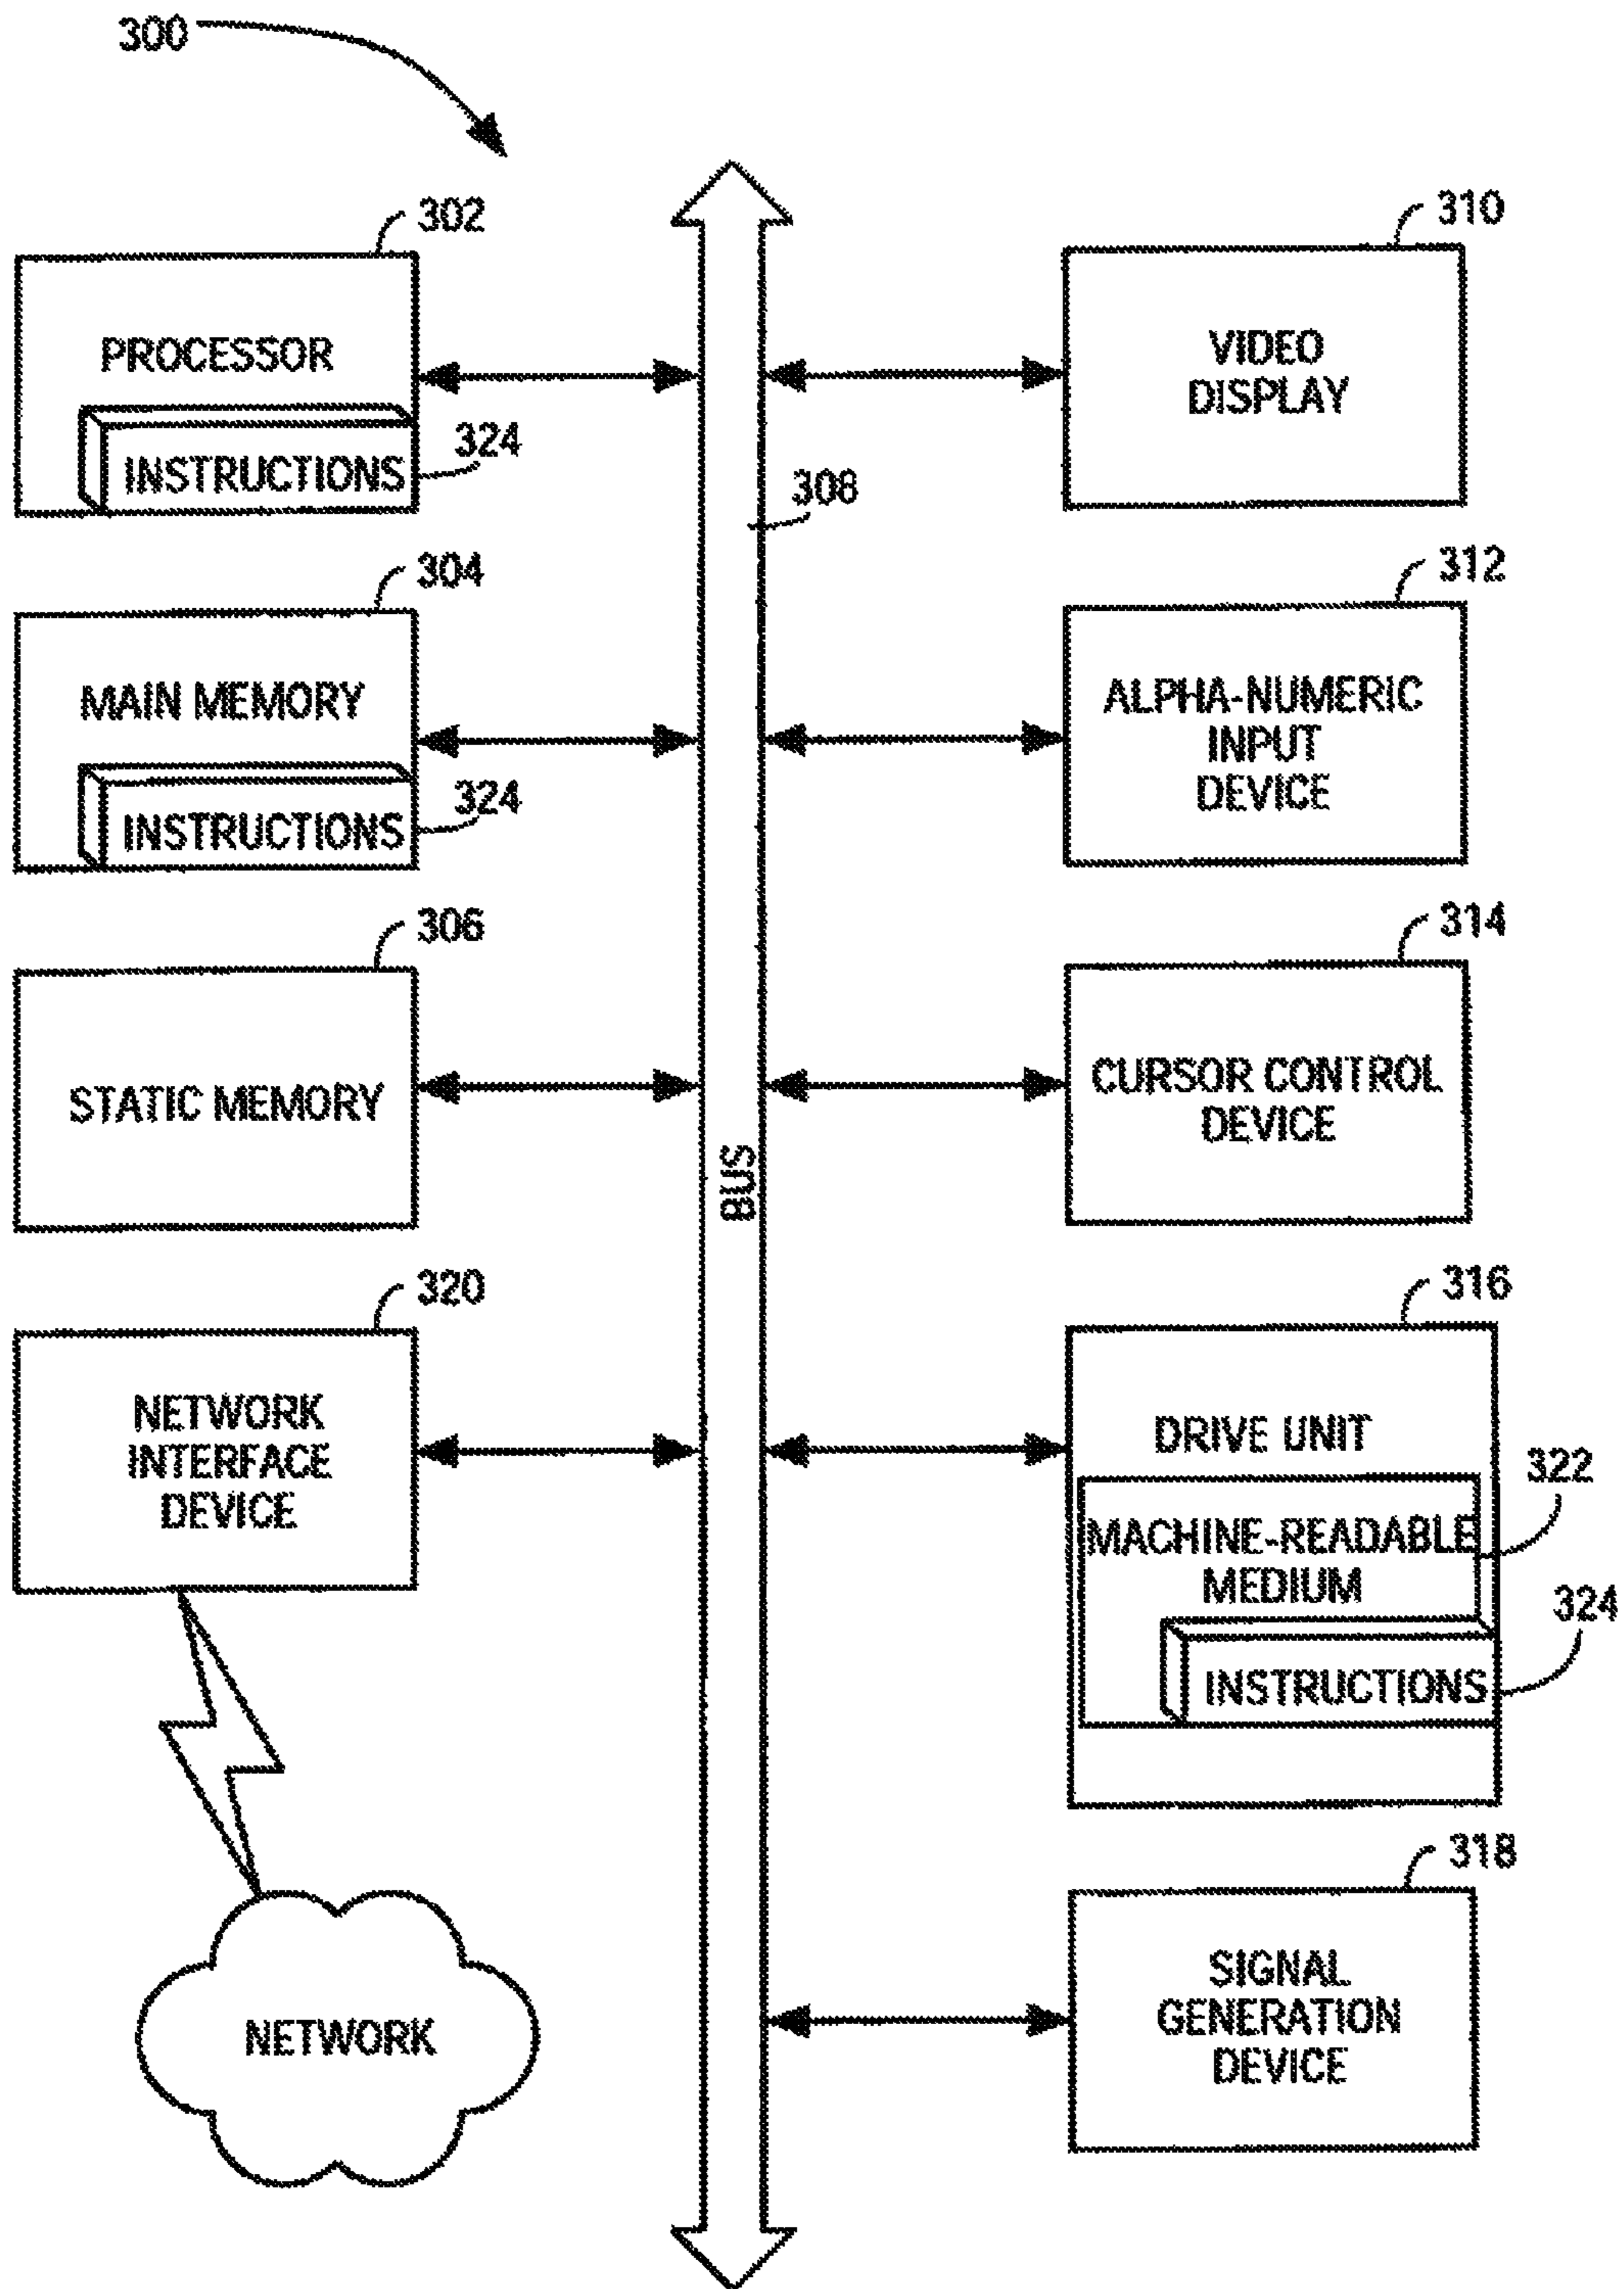 300
302
PROCESSOR
INSTRUCTIONS
324
304
MAIN MEMORY
INSTRUCTIONS
324
306
STATIC MEMORY
320
NETWORK
INTERFACE
DEVICE
NETWORK
308
BUS
310
VIDEO
DISPLAY
312
ALPHA-NUMERIC
INPUT
DEVICE
314
CURSOR CONTROL
DEVICE
316
DRIVE UNIT
322
MACHINE-READABLE
MEDIUM
324
INSTRUCTIONS
318
SIGNAL
GENERATION
DEVICE